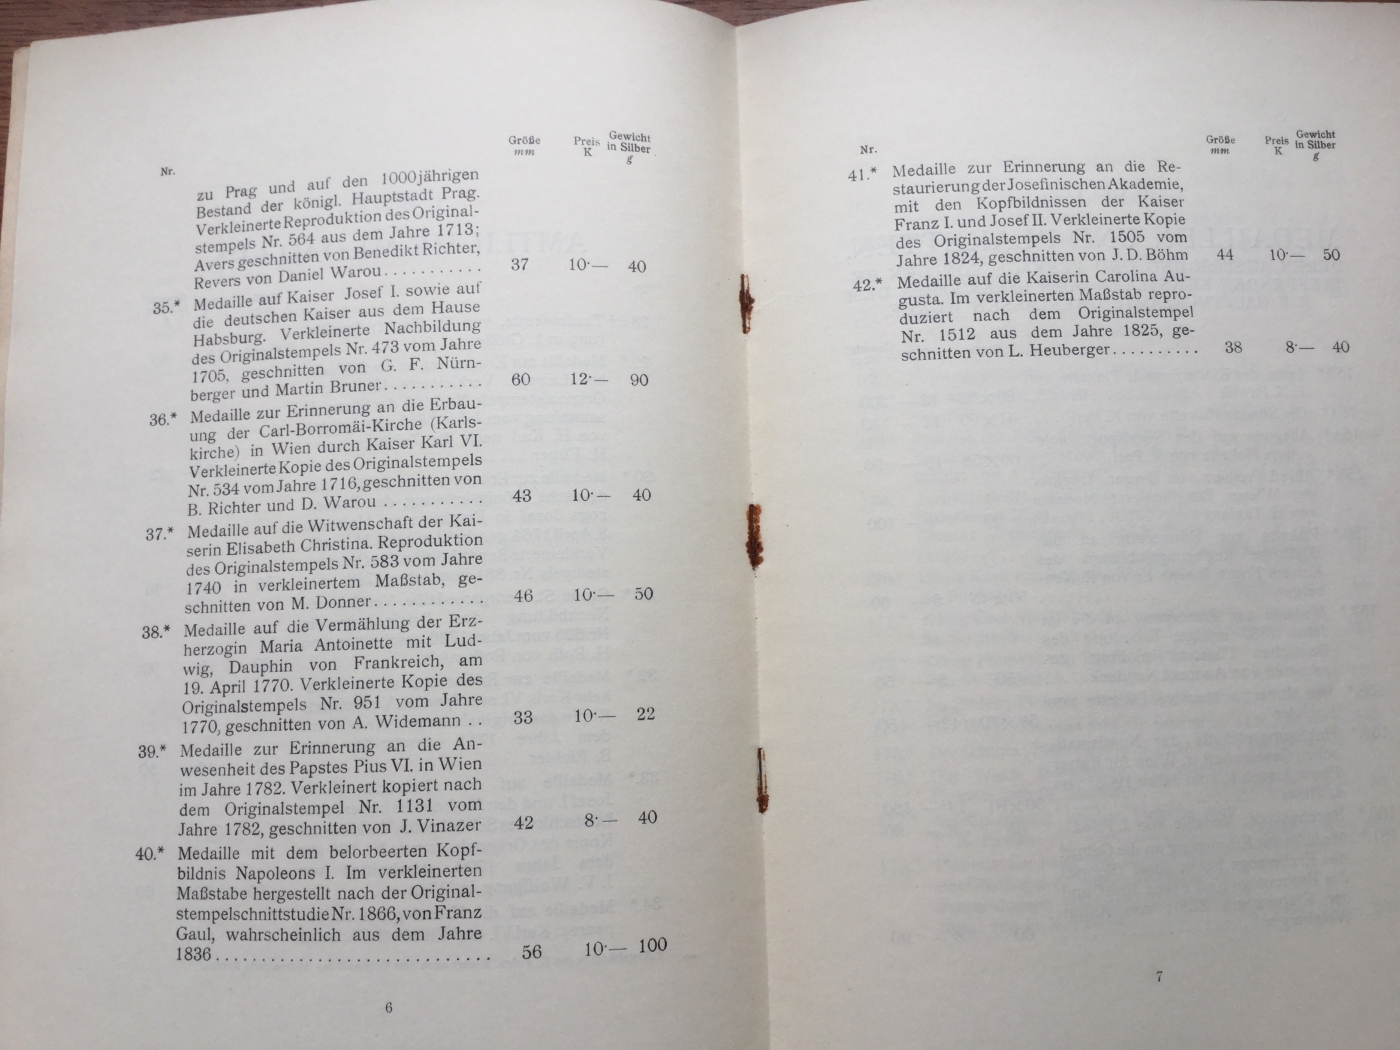 Nr.
Größe
mm
Preis
K
Gewicht
in Silber
g
zu Prag und auf den 1000jährigen
Bestand der königl. Hauptstadt Prag.
Verkleinerte Reproduktion des Original-
stempels Nr. 564 aus dem Jahre 1713;
Avers geschnitten von Benedikt Richter,
Revers von Daniel Warou........... 37 10·— 40
35.* Medaille auf Kaiser Josef I. sowie auf
die deutschen Kaiser aus dem Hause
Habsburg. Verkleinerte Nachbildung
des Originalstempels Nr. 473 vom Jahre
1705, geschnitten von G. F. Nürn-
berger und Martin Bruner........... 60 12·— 90
36.* Medaille zur Erinnerung an die Erbau-
ung der Carl-Borromäi-Kirche (Karls-
kirche) in Wien durch Kaiser Karl VI.
Verkleinerte Kopie des Originalstempels
Nr. 534 vom Jahre 1716, geschnitten von
B. Richter und D. Warou ........... 43 10·— 40
37.* Medaille auf die Witwenschaft der Kai-
serin Elisabeth Christina. Reproduktion
des Originalstempels Nr. 583 vom Jahre
1740 in verkleinertem Maßstab, ge-
schnitten von M. Donner............ 46 10·— 50
38.* Medaille auf die Vermählung der Erz-
herzogin Maria Antoinette mit Lud-
wig, Dauphin von Frankreich, am
19. April 1770. Verkleinerte Kopie des
Originalstempels Nr. 951 vom Jahre
1770, geschnitten von A. Widemann .. 33 10·— 22
39.* Medaille zur Erinnerung an die An-
wesenheit des Papstes Pius VI. in Wien
im Jahre 1782. Verkleinert kopiert nach
dem Originalstempel Nr. 1131 vom
Jahre 1782, geschnitten von J. Vinazer 42 8·— 40
40.* Medaille mit dem belorbeerten Kopf-
bildnis Napoleons I. Im verkleinerten
Maßstabe hergestellt nach der Original-
stempelschnittstudie Nr. 1866, von Franz
Gaul, wahrscheinlich aus dem Jahre
1836............................. 56 10·— 100
6
Nr.
Größe
mm
Preis
K
Gewicht
in Silber
g
41.* Medaille zur Erinnerung an die Re-
staurierung der Josefinischen Akademie,
mit den Kopfbildnissen der Kaiser
Franz I. und Josef II. Verkleinerte Kopie
des Originalstempels Nr. 1505 vom
Jahre 1824, geschnitten von J. D. Böhm 44 10·— 50
42.* Medaille auf die Kaiserin Carolina Au-
gusta. Im verkleinerten Maßstab repro-
duziert nach dem Originalstempel
Nr. 1512 aus dem Jahre 1825, ge-
schnitten von L. Heuberger.......... 38 8·— 40
7